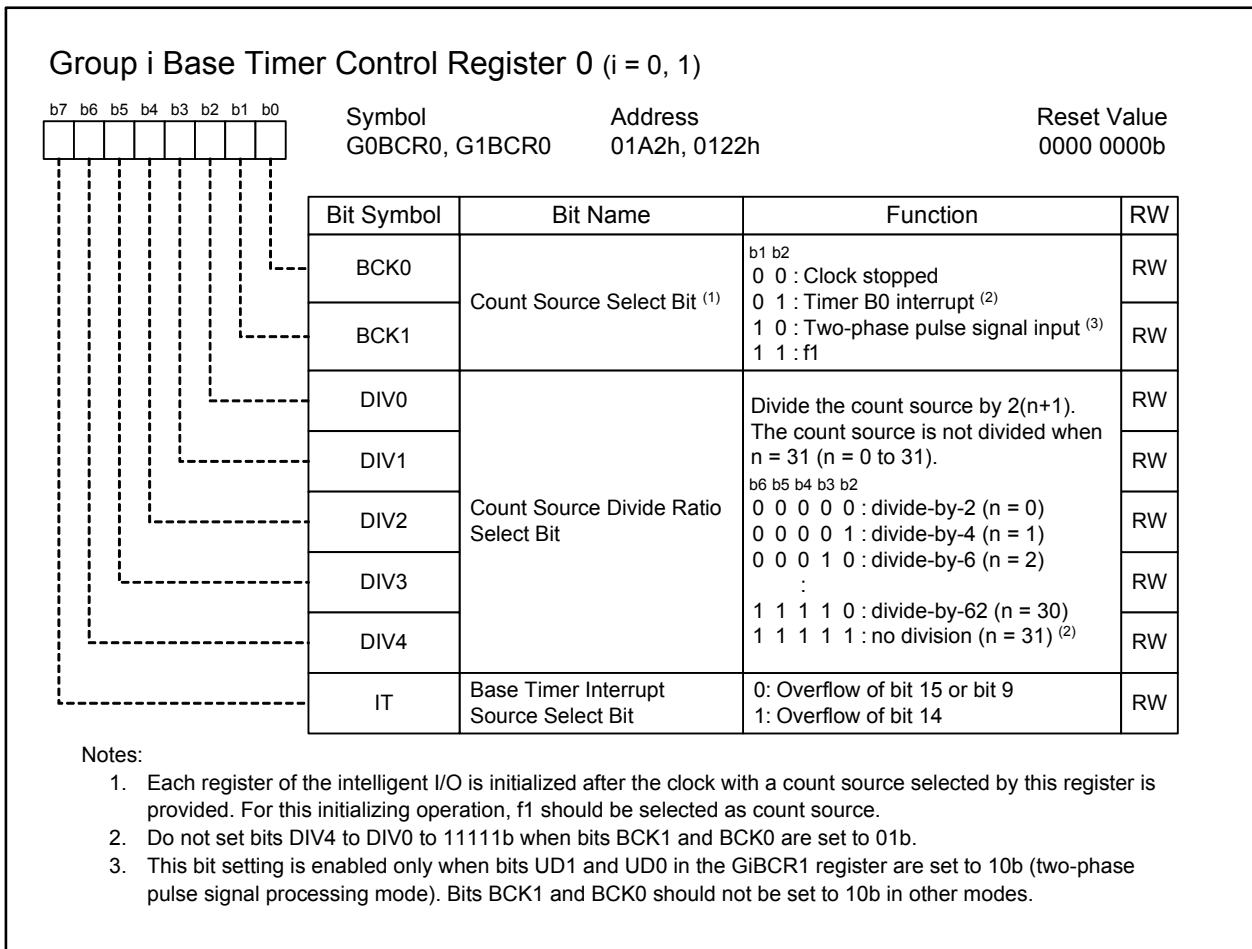 Group i Base Timer Control Register 0 (i = 0, 1)
b7 b6 b5 b4 b3 b2 b1 b0
Symbol Address Reset Value
G0BCR0, G1BCR0 01A2h, 0122h 0000 0000b
Bit Symbol Bit Name Function RW
BCK0
BCK1
Count Source Select Bit (1)
b1 b2
0 0 : Clock stopped
0 1 : Timer B0 interrupt (2)
1 0 : Two-phase pulse signal input (3)
1 1 : f1
RW
RW
DIV0
DIV1
DIV2
DIV3
DIV4
Count Source Divide Ratio
Select Bit
Divide the count source by 2(n+1).
The count source is not divided when
n = 31 (n = 0 to 31).
b6 b5 b4 b3 b2
0 0 0 0 0 : divide-by-2 (n = 0)
0 0 0 0 1 : divide-by-4 (n = 1)
0 0 0 1 0 : divide-by-6 (n = 2)
:
1 1 1 1 0 : divide-by-62 (n = 30)
1 1 1 1 1 : no division (n = 31) (2)
RW
RW
RW
RW
RW
IT
Base Timer Interrupt
Source Select Bit
0: Overflow of bit 15 or bit 9
1: Overflow of bit 14
RW
Notes:
1. Each register of the intelligent I/O is initialized after the clock with a count source selected by this register is
provided. For this initializing operation, f1 should be selected as count source.
2. Do not set bits DIV4 to DIV0 to 11111b when bits BCK1 and BCK0 are set to 01b.
3. This bit setting is enabled only when bits UD1 and UD0 in the GiBCR1 register are set to 10b (two-phase
pulse signal processing mode). Bits BCK1 and BCK0 should not be set to 10b in other modes.